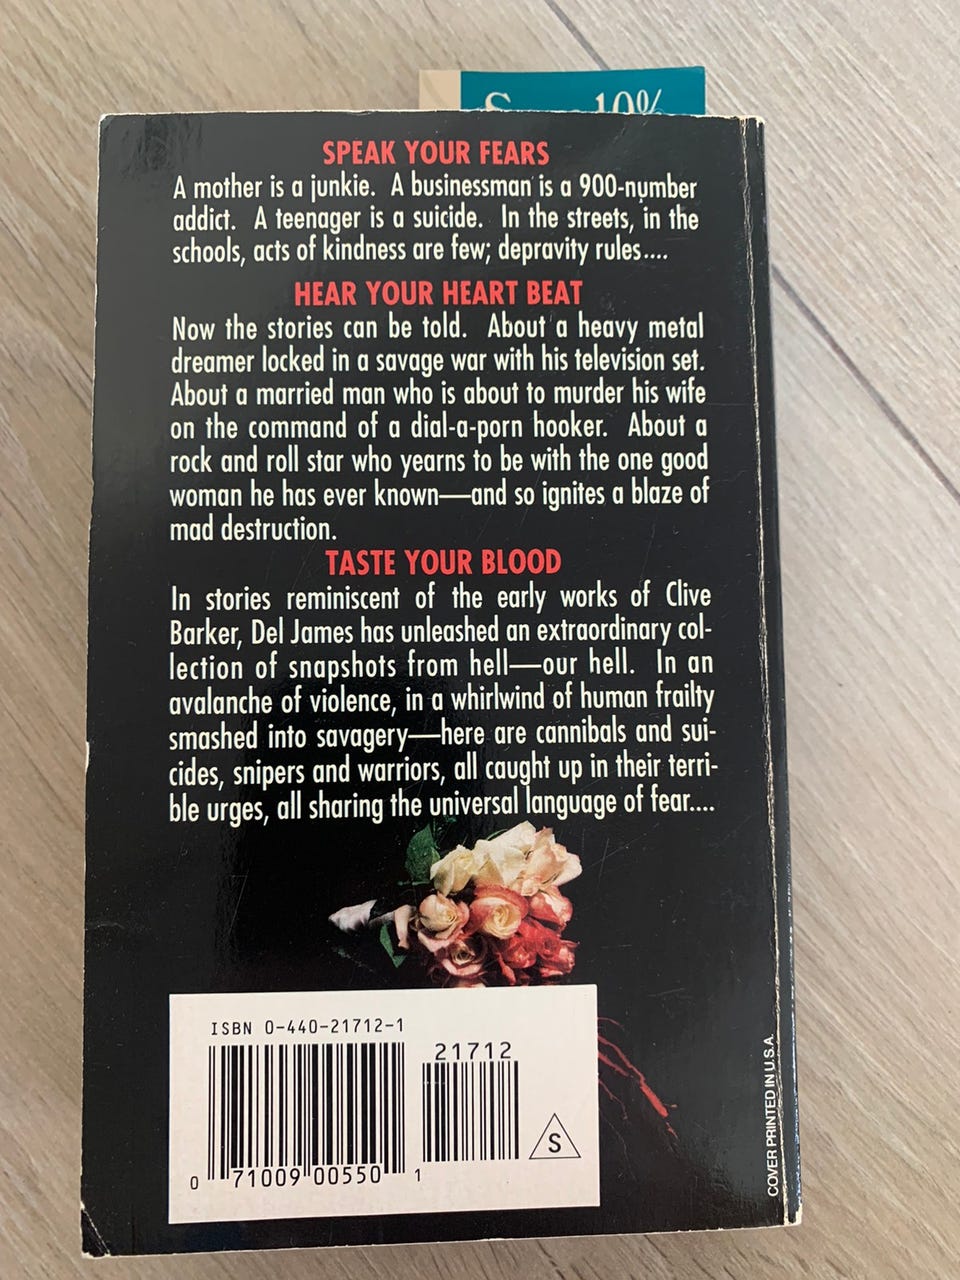 S 10%
SPEAK YOUR FEARS
A mother is a junkie. A businessman is a 900-number
addict. A teenager is a suicide. In the streets, in the
schools, acts of kindness are few; depravity rules....
HEAR YOUR HEART BEAT
Now the stories can be told. About a heavy metal
dreamer locked in a savage war with his television set.
About a married man who is about to murder his wife
on the command of a dial-a-porn hooker. About a
rock and roll star who yearns to be with the one good
woman he has ever known—and so ignites a blaze of
mad destruction.
TASTE YOUR BLOOD
In stories reminiscent of the early works of Clive
Barker, Del James has unleashed an extraordinary col-
lection of snapshots from hell—our hell. In an
avalanche of violence, in a whirlwind of human frailty
smashed into savagery—here are cannibals and sui-
cides, snipers and warriors, all caught up in their terri-
ble urges, all sharing the universal language of fear....
ISBN 0-440-21712-1
21712
S
0 71009 00550 1
COVER PRINTED IN U.S.A.